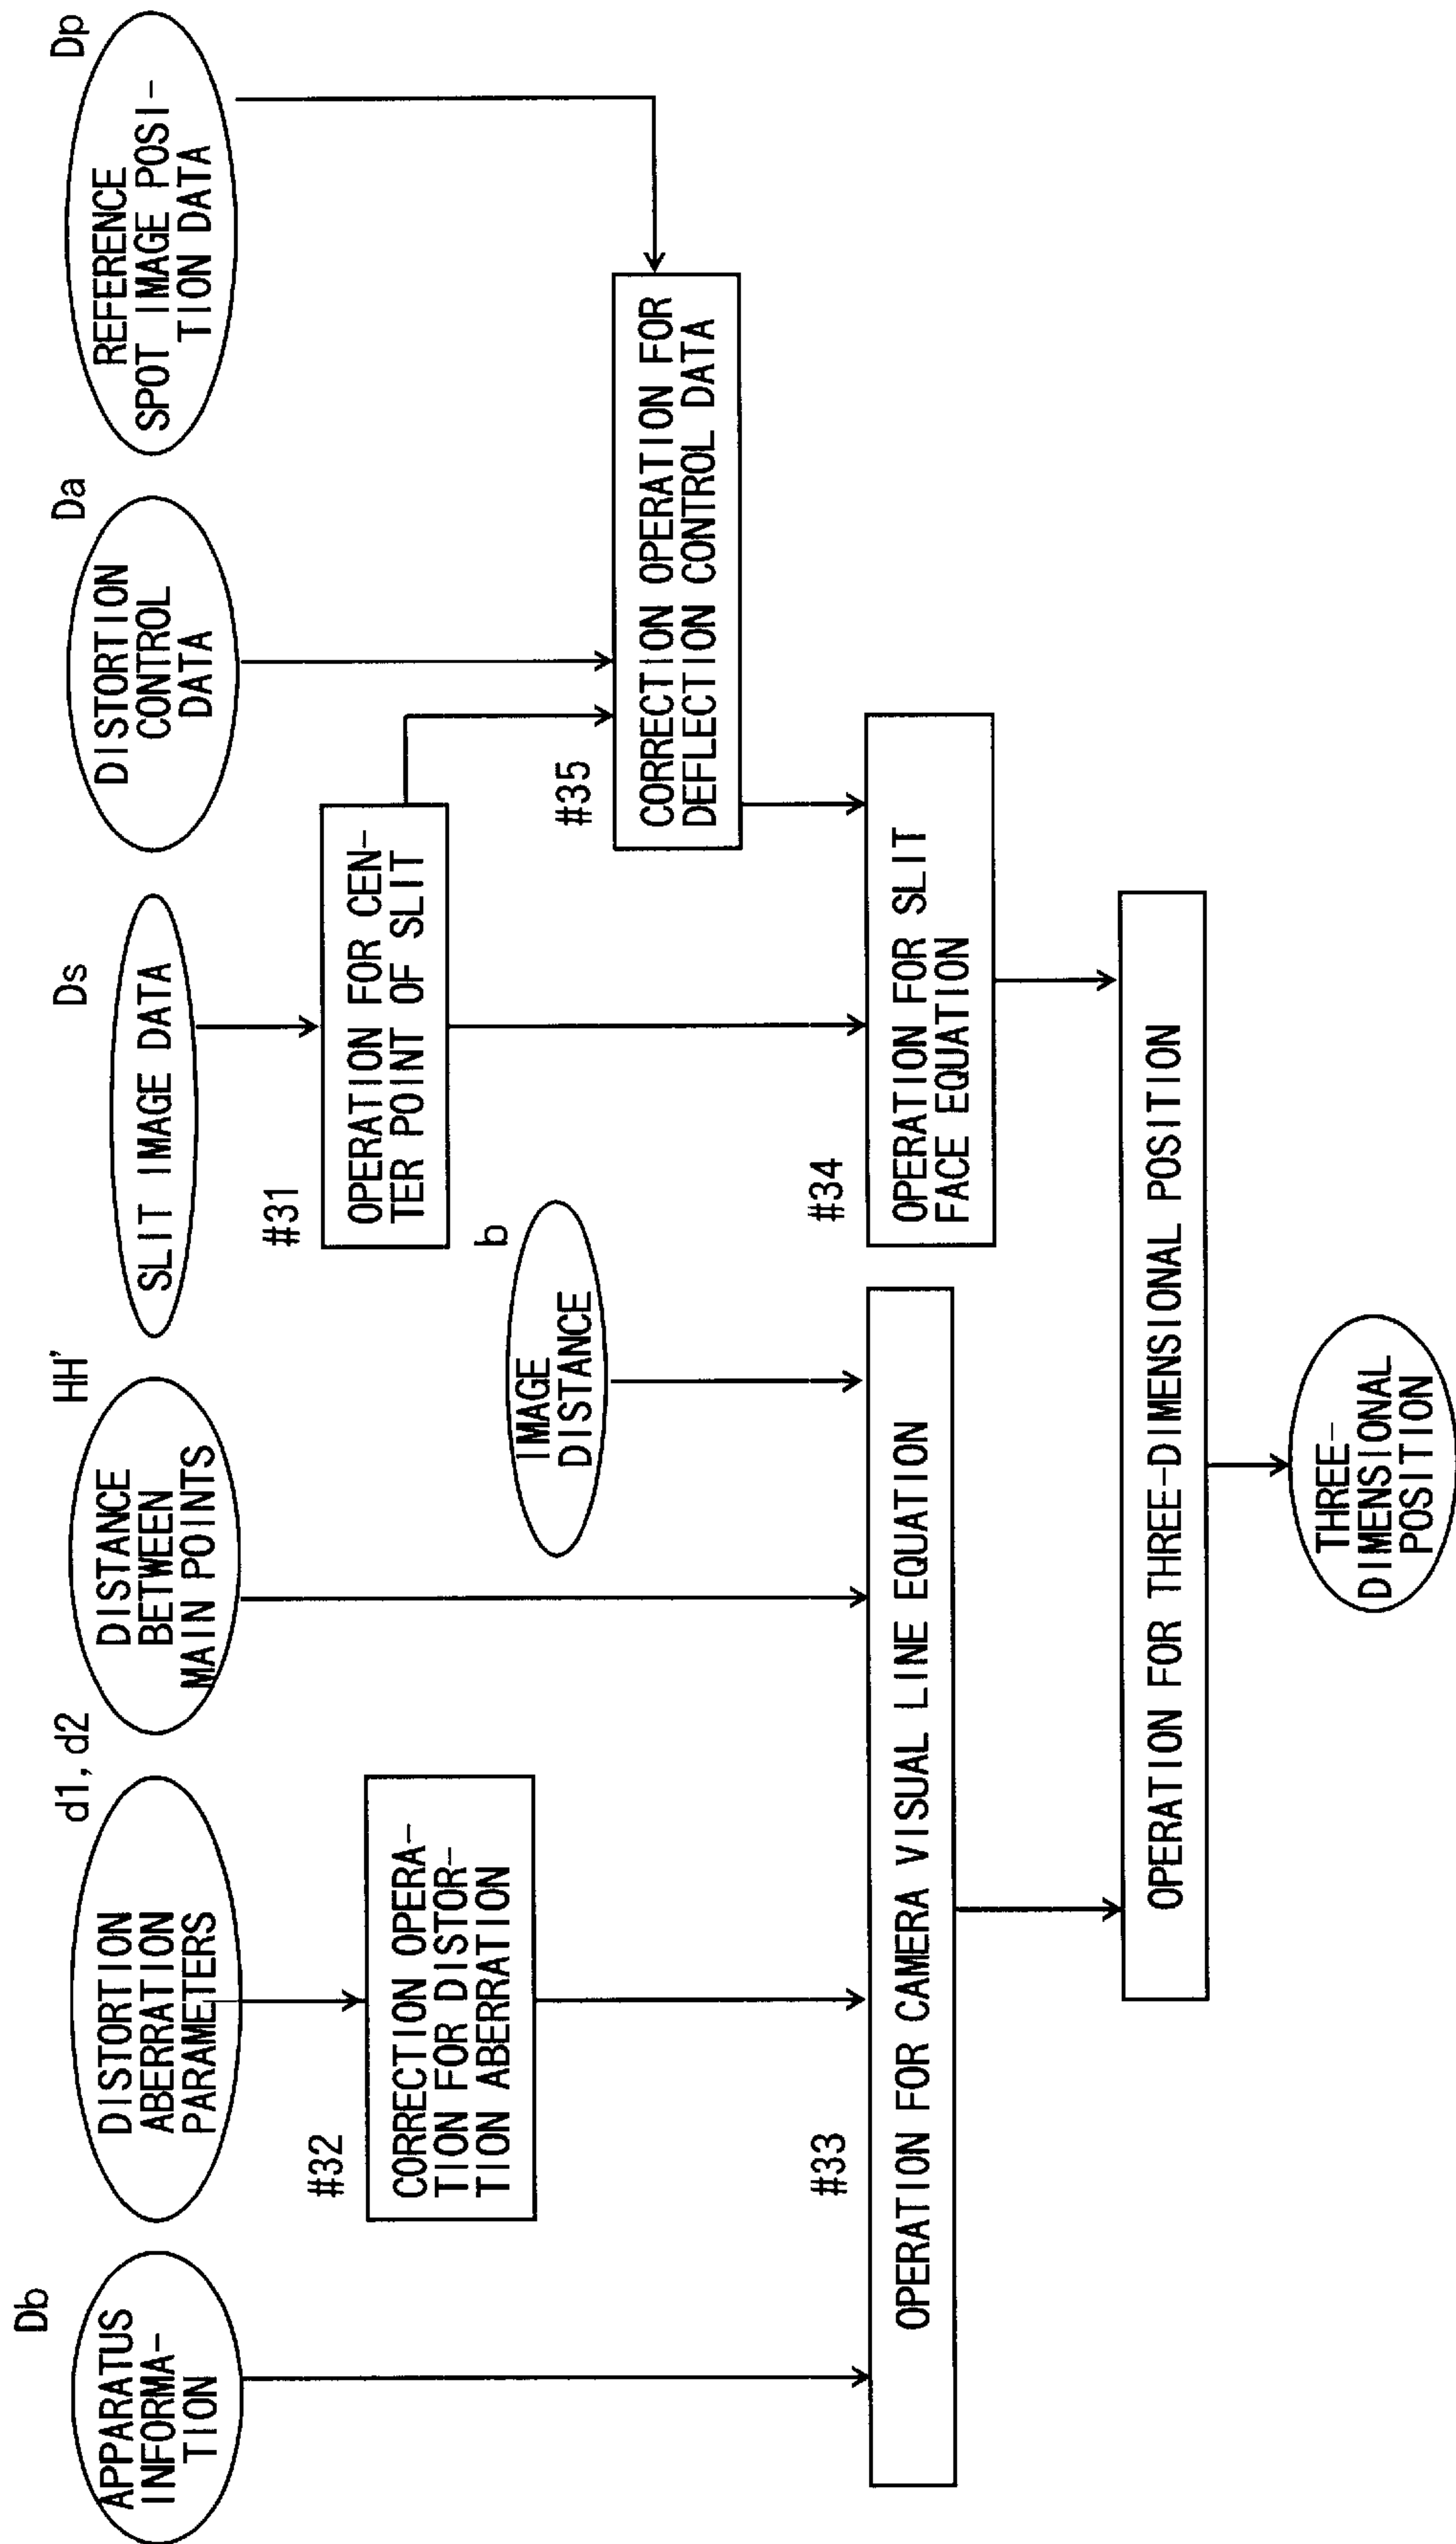 Db
APPARATUS
INFORMA-
TION
d1, d2
DISTORTION
ABERRATION
PARAMETERS
HH'
DISTANCE
BETWEEN
MAIN POINTS
Ds
SLIT IMAGE DATA
Da
DISTORTION
CONTROL
DATA
Dp
REFERENCE
SPOT IMAGE POSI-
TION DATA
#32
CORRECTION OPERA-
TION FOR DISTOR-
TION ABERRATION
#31
OPERATION FOR CEN-
TER POINT OF SLIT
b
IMAGE
DISTANCE
#35
CORRECTION OPERATION FOR
DEFLECTION CONTROL DATA
#33
OPERATION FOR CAMERA VISUAL LINE EQUATION
#34
OPERATION FOR SLIT
FACE EQUATION
OPERATION FOR THREE-DIMENSIONAL POSITION
THREE-
DIMENSIONAL
POSITION